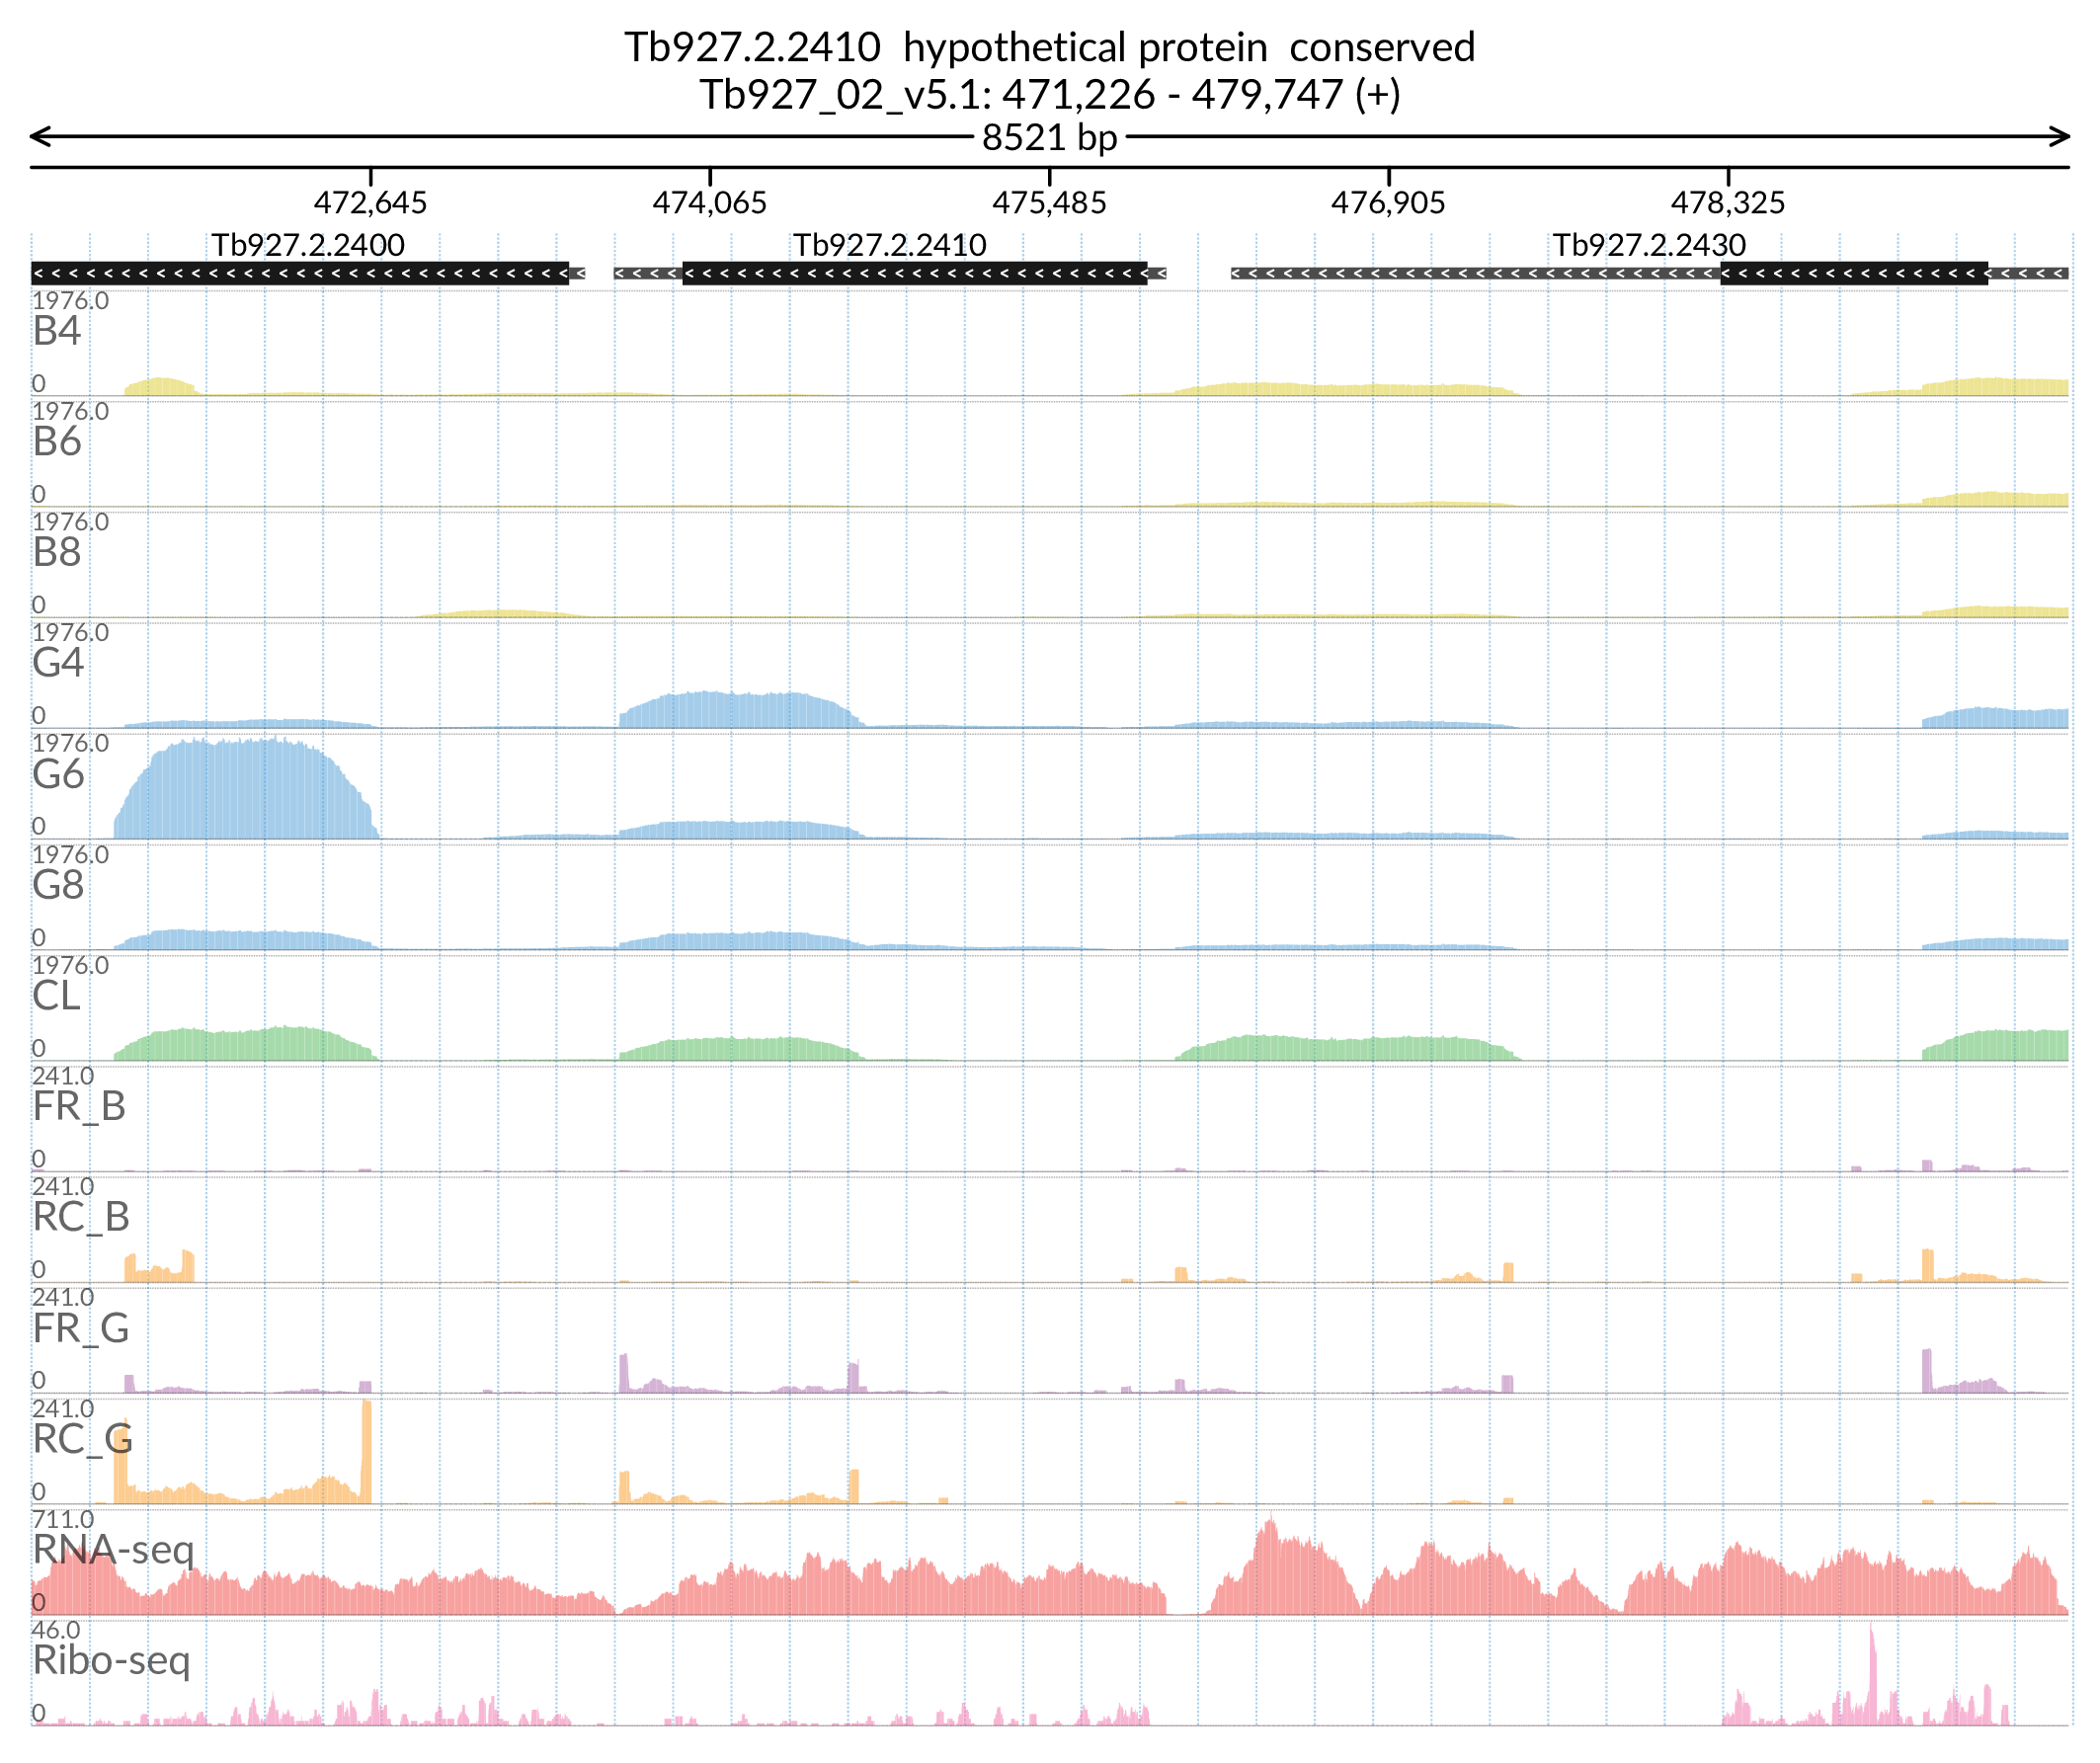 Tb927.2.2410  hypothetical protein  conserved
Tb927_02_v5.1: 471,226 - 479,747 (+)
8521 bp
472,645 474,065 475,485 476,905 478,325
Tb927.2.2400 Tb927.2.2410 Tb927.2.2430
1976.0
B4
0
1976.0
B6
0
1976.0
B8
0
1976.0
G4
0
1976.0
G6
0
1976.0
G8
0
1976.0
CL
0
241.0
FR_B
0
241.0
RC_B
0
241.0
FR_G
0
241.0
RC_G
0
711.0
RNA-seq
0
46.0
Ribo-seq
0